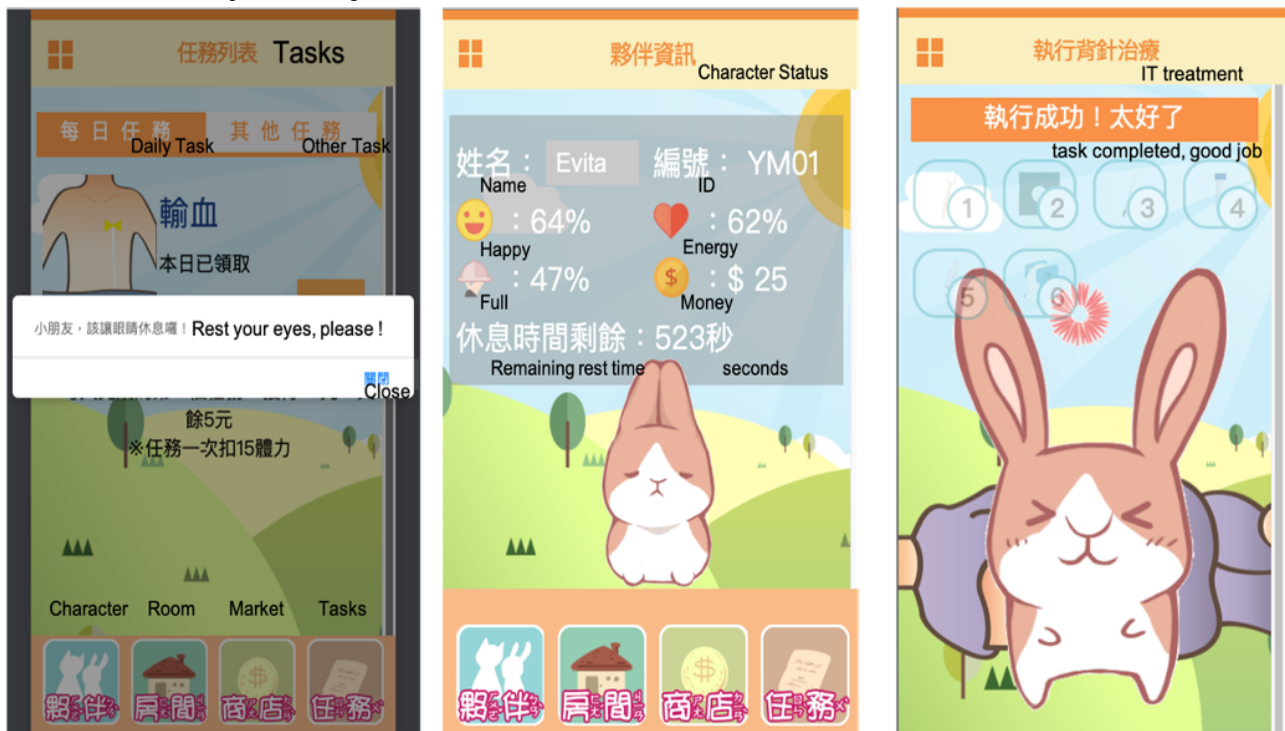 任務列表 Tasks
每日任務 其他任務
Daily Task Other Task
輸血
本日已領取
小朋友，該讓眼睛休息囉！Rest your eyes, please !
關閉
Close
餘5元
※任務一次扣15體力
Character Room Market Tasks
夥伴 房間 商店 任務
夥伴資訊
Character Status
姓名： Evita 編號： YM01
Name ID
：64% ：62%
Happy Energy
：47% $ ：$ 25
Full Money
休息時間剩餘：523秒
Remaining rest time seconds
夥伴 房間 商店 任務
執行背針治療
IT treatment
執行成功！太好了
task completed, good job
1 2 3 4
5 6